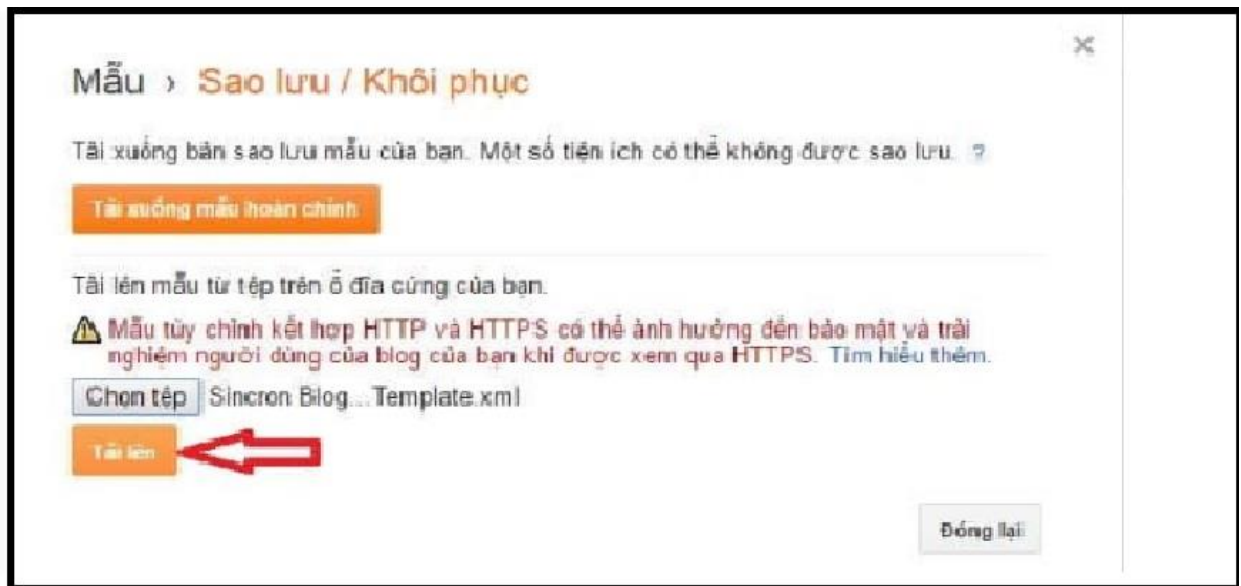 Mẫu › Sao lưu / Khôi phục
Tải xuống bản sao lưu mẫu của bạn. Một số tiện ích có thể không được sao lưu. ?
Tải xuống mẫu hoàn chỉnh
Tải lên mẫu từ tệp trên ổ đĩa cứng của bạn.
Mẫu tùy chỉnh kết hợp HTTP và HTTPS có thể ảnh hưởng đến bảo mật và trải
nghiệm người dùng của blog của bạn khi được xem qua HTTPS. Tìm hiểu thêm.
Chọn tệp Sincron Blog...Template.xml
Tải lên
Đóng lại